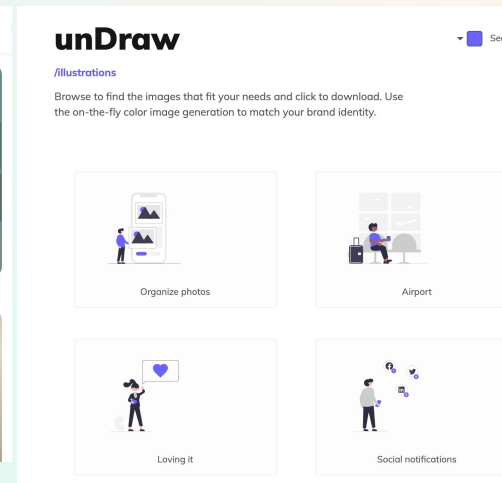 unDraw
/illustrations
Browse to find the images that fit your needs and click to download. Use
the on-the-fly color image generation to match your brand identity.
Organize photos
Airport
Loving it
Social notifications